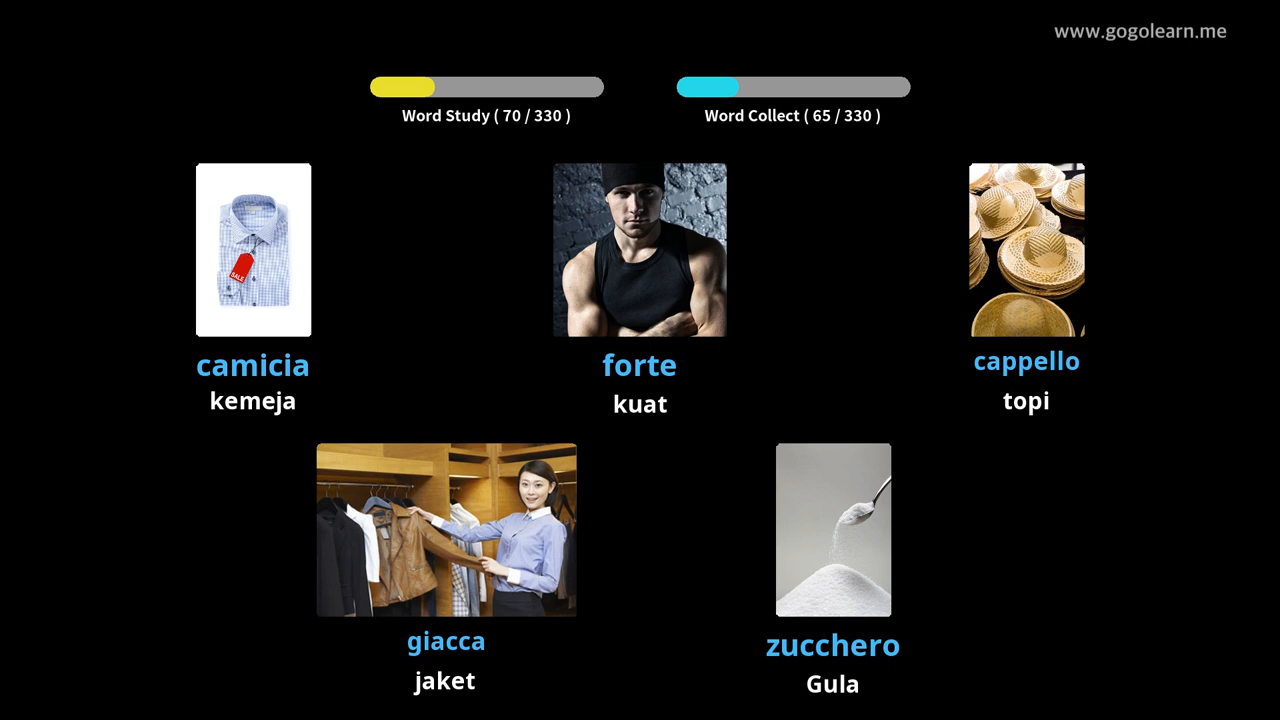 www.gogolearn.me
Word Study ( 70 / 330 )
Word Collect ( 65 / 330 )
SALE
camicia
kemeja
forte
kuat
cappello
topi
giacca
jaket
zucchero
Gula